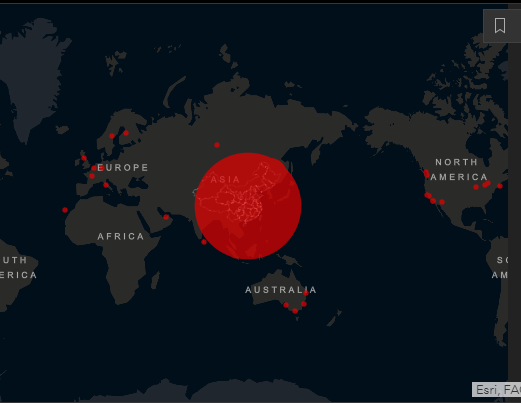 ASIA
EUROPE
NORTH
AMERICA
AFRICA
UTH
ERICA
AUSTRALIA
SO
AM
Esri, FA